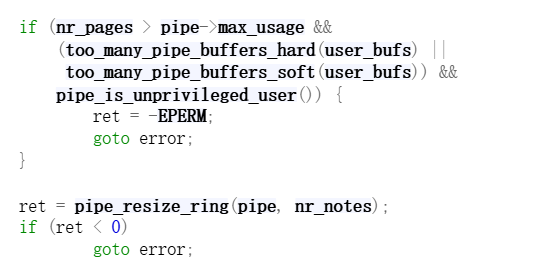 if (nr_pages > pipe->max_usage &&
(too_many_pipe_buffers_hard(user_bufs) ||
too_many_pipe_buffers_soft(user_bufs)) &&
pipe_is_unprivileged_user()) {
ret = -EPERM;
goto error;
}
ret = pipe_resize_ring(pipe, nr_notes);
if (ret < 0)
goto error;